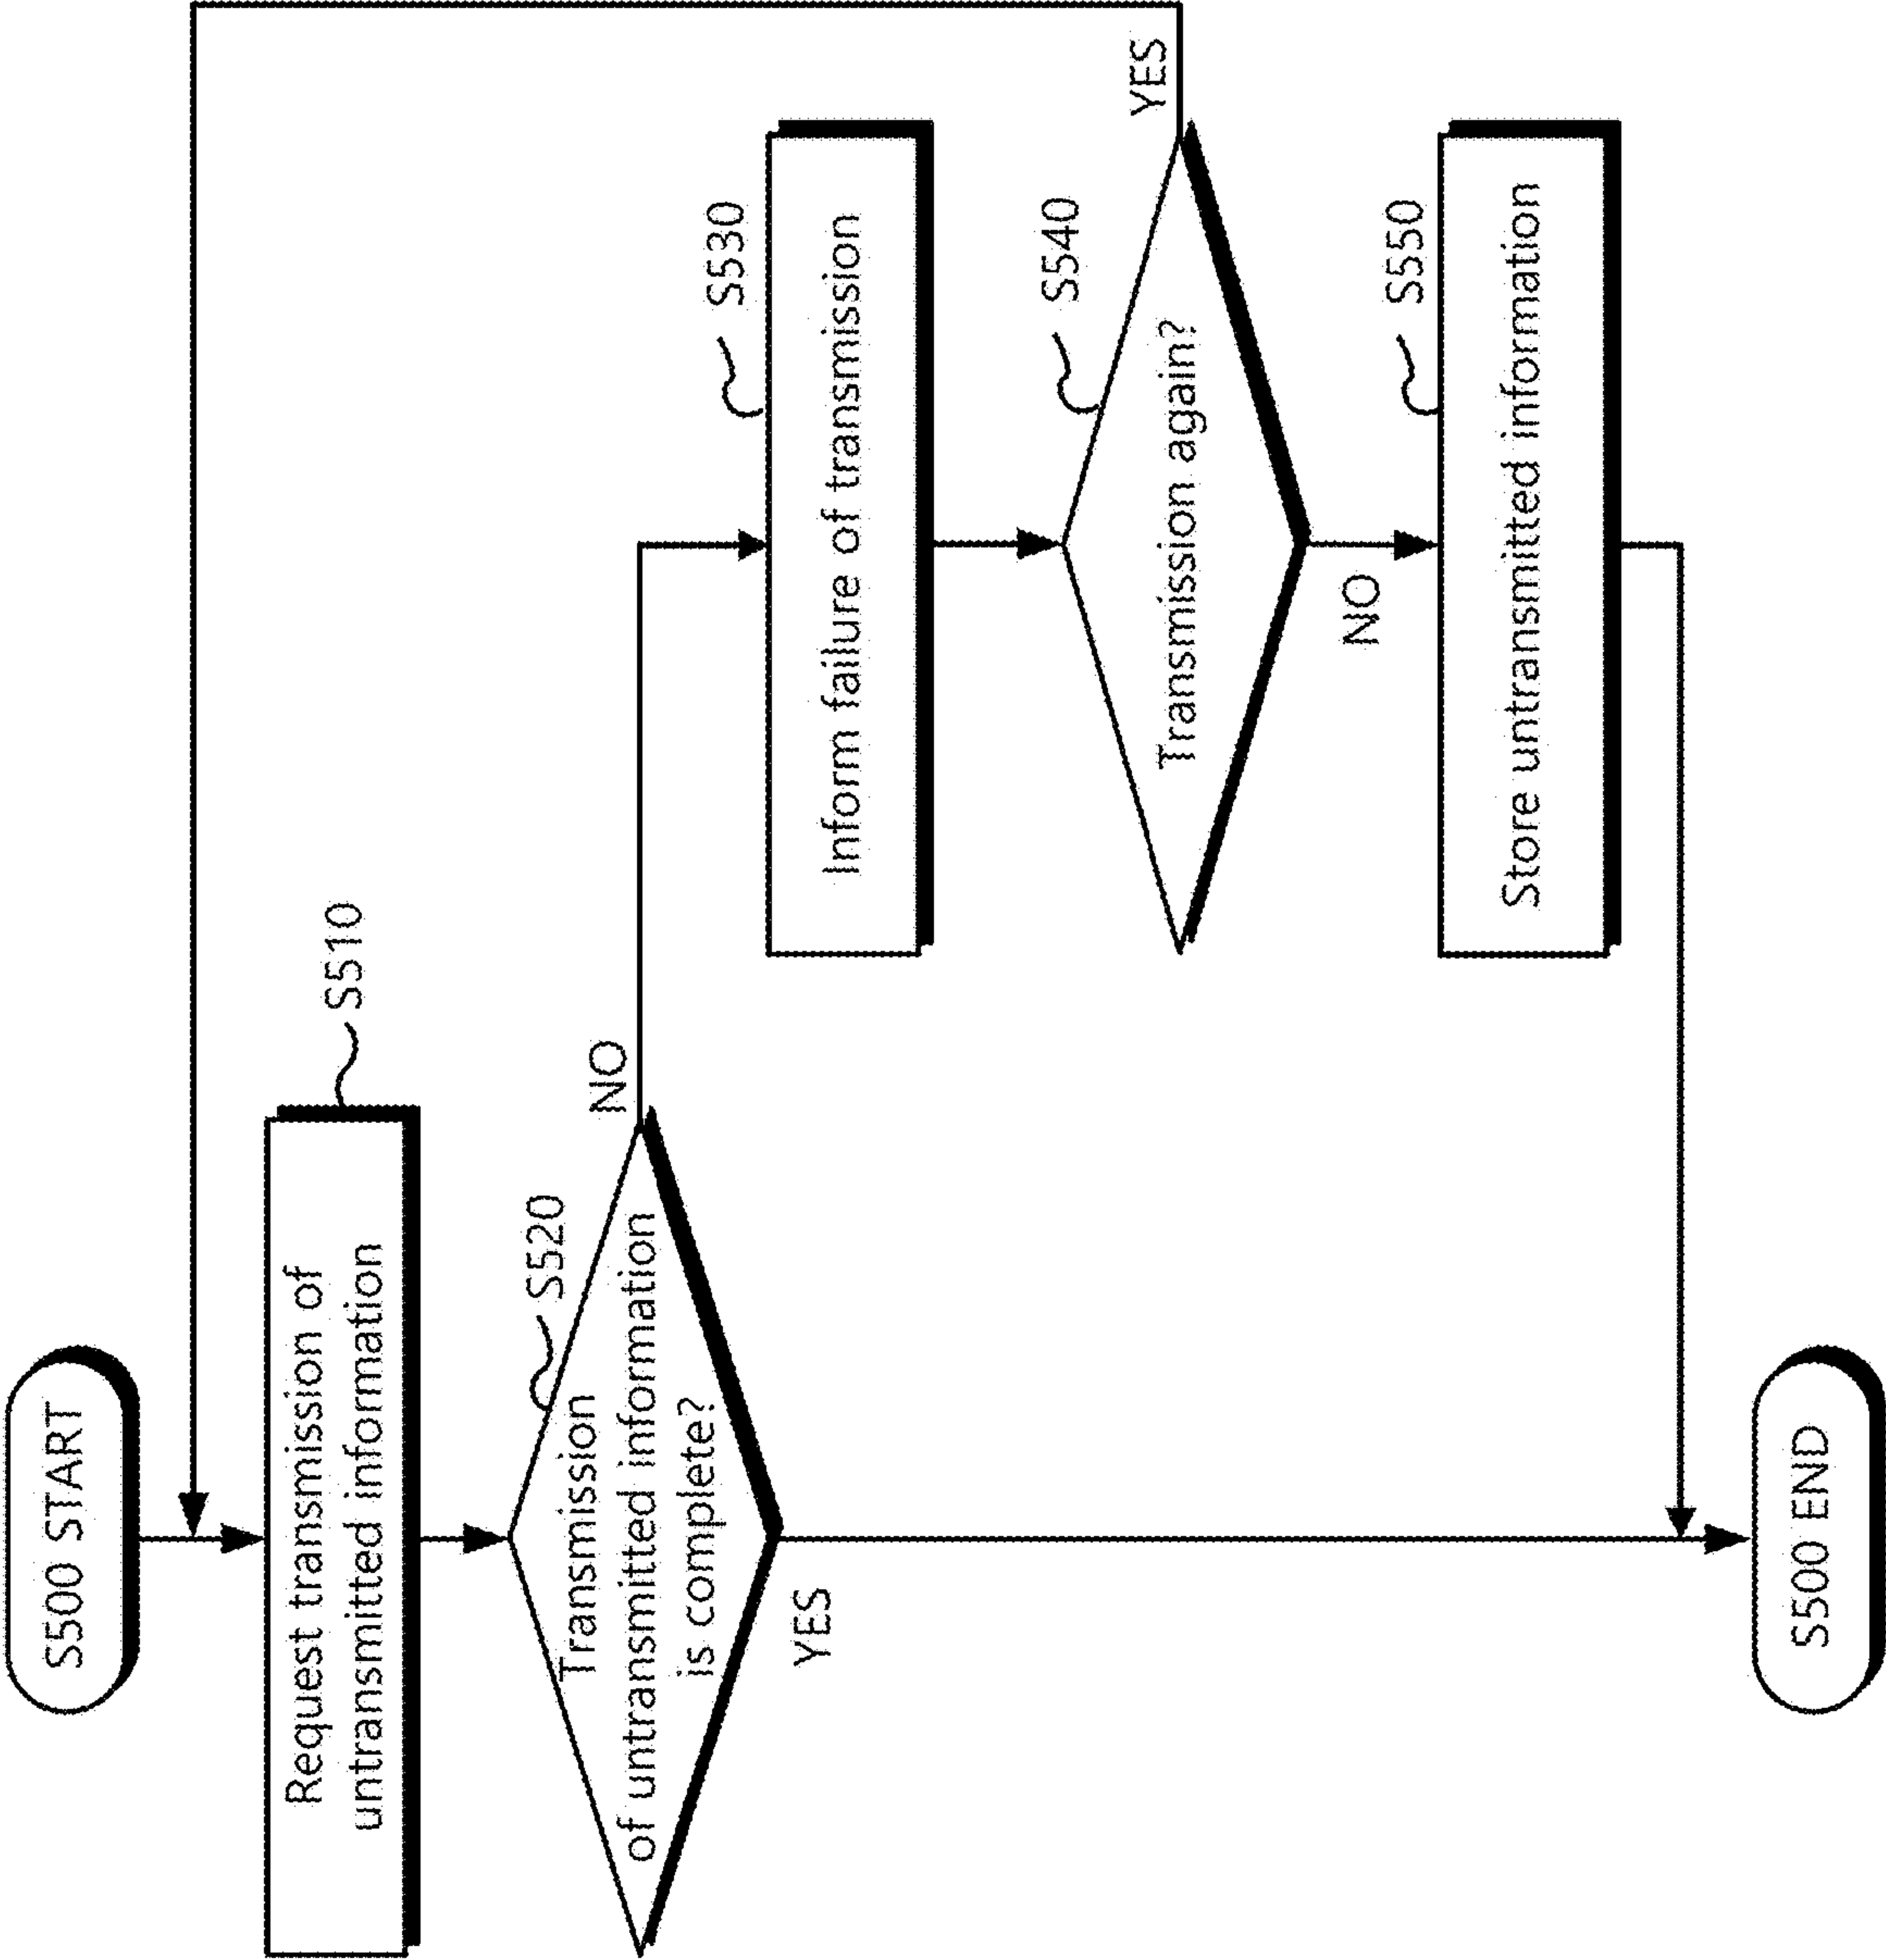 S500 START
Request transmission of
untransmitted information
S510
Transmission
of untransmitted information
is complete?
S520
NO
YES
Inform failure of transmission
S530
Transmission again?
S540
YES
NO
Store untransmitted information
S550
S500 END